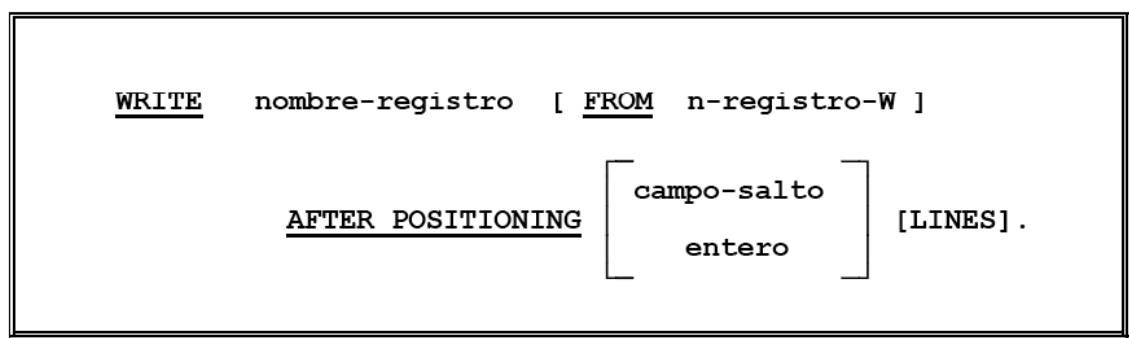 WRITE nombre-registro [ FROM n-registro-W ]
campo-salto
AFTER POSITIONING [LINES].
entero